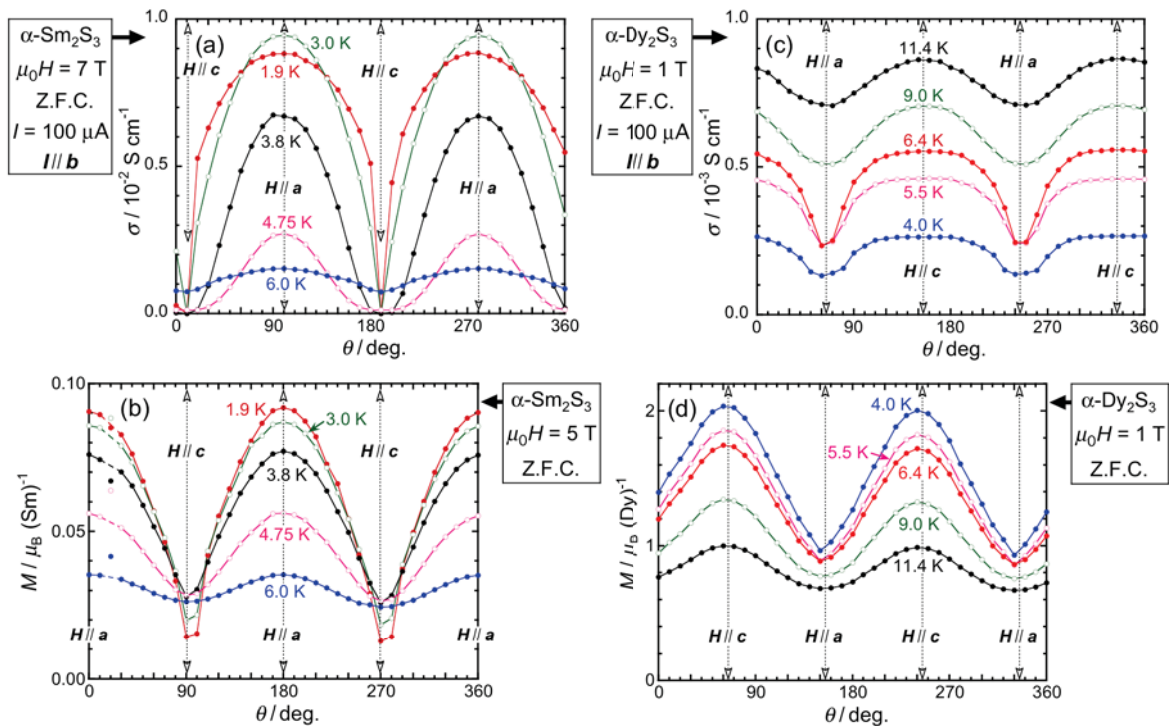 α-Sm2S3
μ0H = 7 T
Z.F.C.
I = 100 μA
I // b
(a)
3.0 K
H // c
H // c
1.9 K
3.8 K
H // a
H // a
4.75 K
6.0 K
1.0
0.5
0.0
σ / 10-2 S cm-1
0 90 180 270 360
θ / deg.
α-Dy2S3
μ0H = 1 T
Z.F.C.
I = 100 μA
I // b
(c)
11.4 K
H // a
H // a
9.0 K
6.4 K
5.5 K
4.0 K
H // c
H // c
1.0
0.5
0.0
σ / 10-3 S cm-1
0 90 180 270 360
θ / deg.
(b)
1.9 K
3.0 K
H // c
H // c
3.8 K
4.75 K
6.0 K
H // a
H // a
H // a
0.10
0.05
0.00
M / μB (Sm)-1
0 90 180 270 360
θ / deg.
α-Sm2S3
μ0H = 5 T
Z.F.C.
(d)
4.0 K
5.5 K
6.4 K
9.0 K
11.4 K
H // c
H // a
H // c
H // a
2
1
0
M / μB (Dy)-1
0 90 180 270 360
θ / deg.
α-Dy2S3
μ0H = 1 T
Z.F.C.